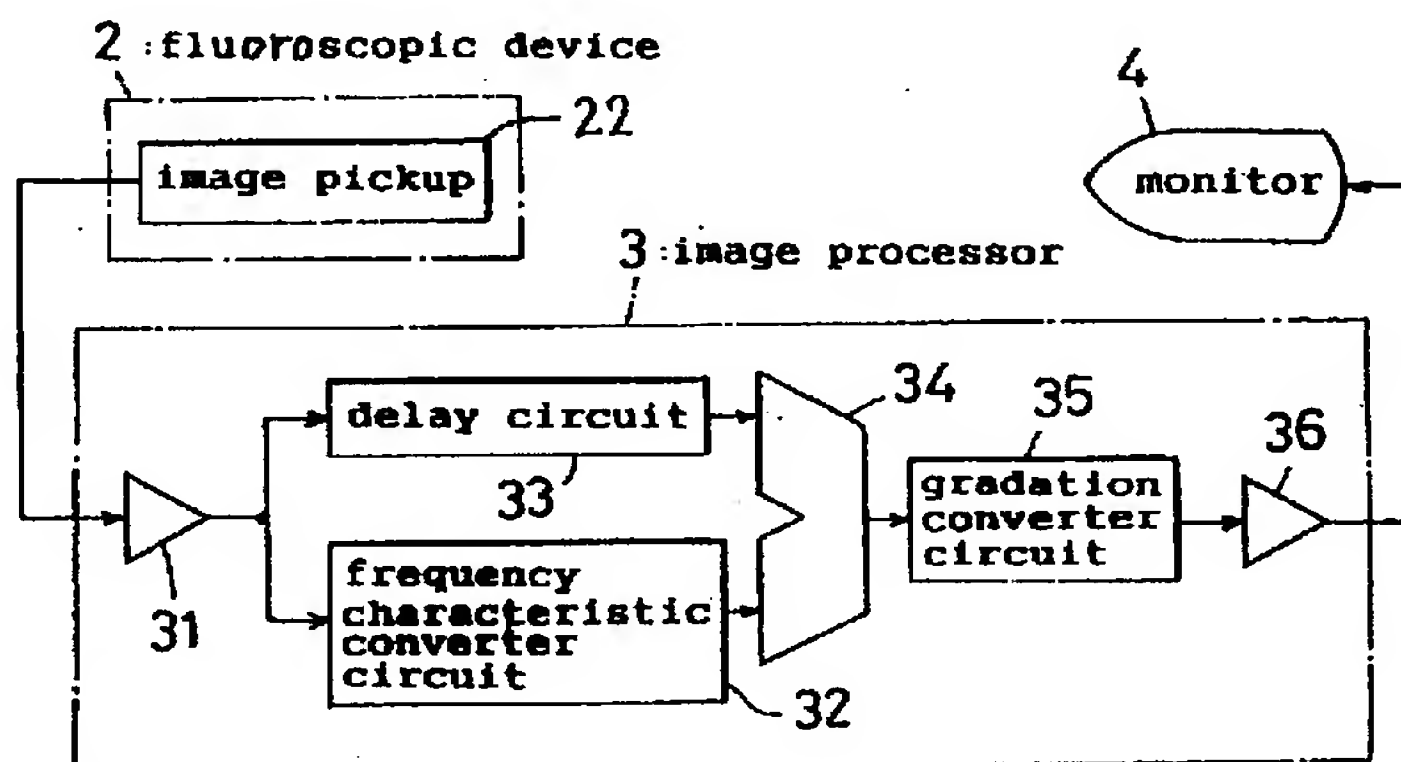 2 :fluoroscopic device
22
image pickup
4
monitor
3 :image processor
delay circuit
33
34
35
gradation
converter
circuit
36
31
frequency
characteristic
converter
circuit
32